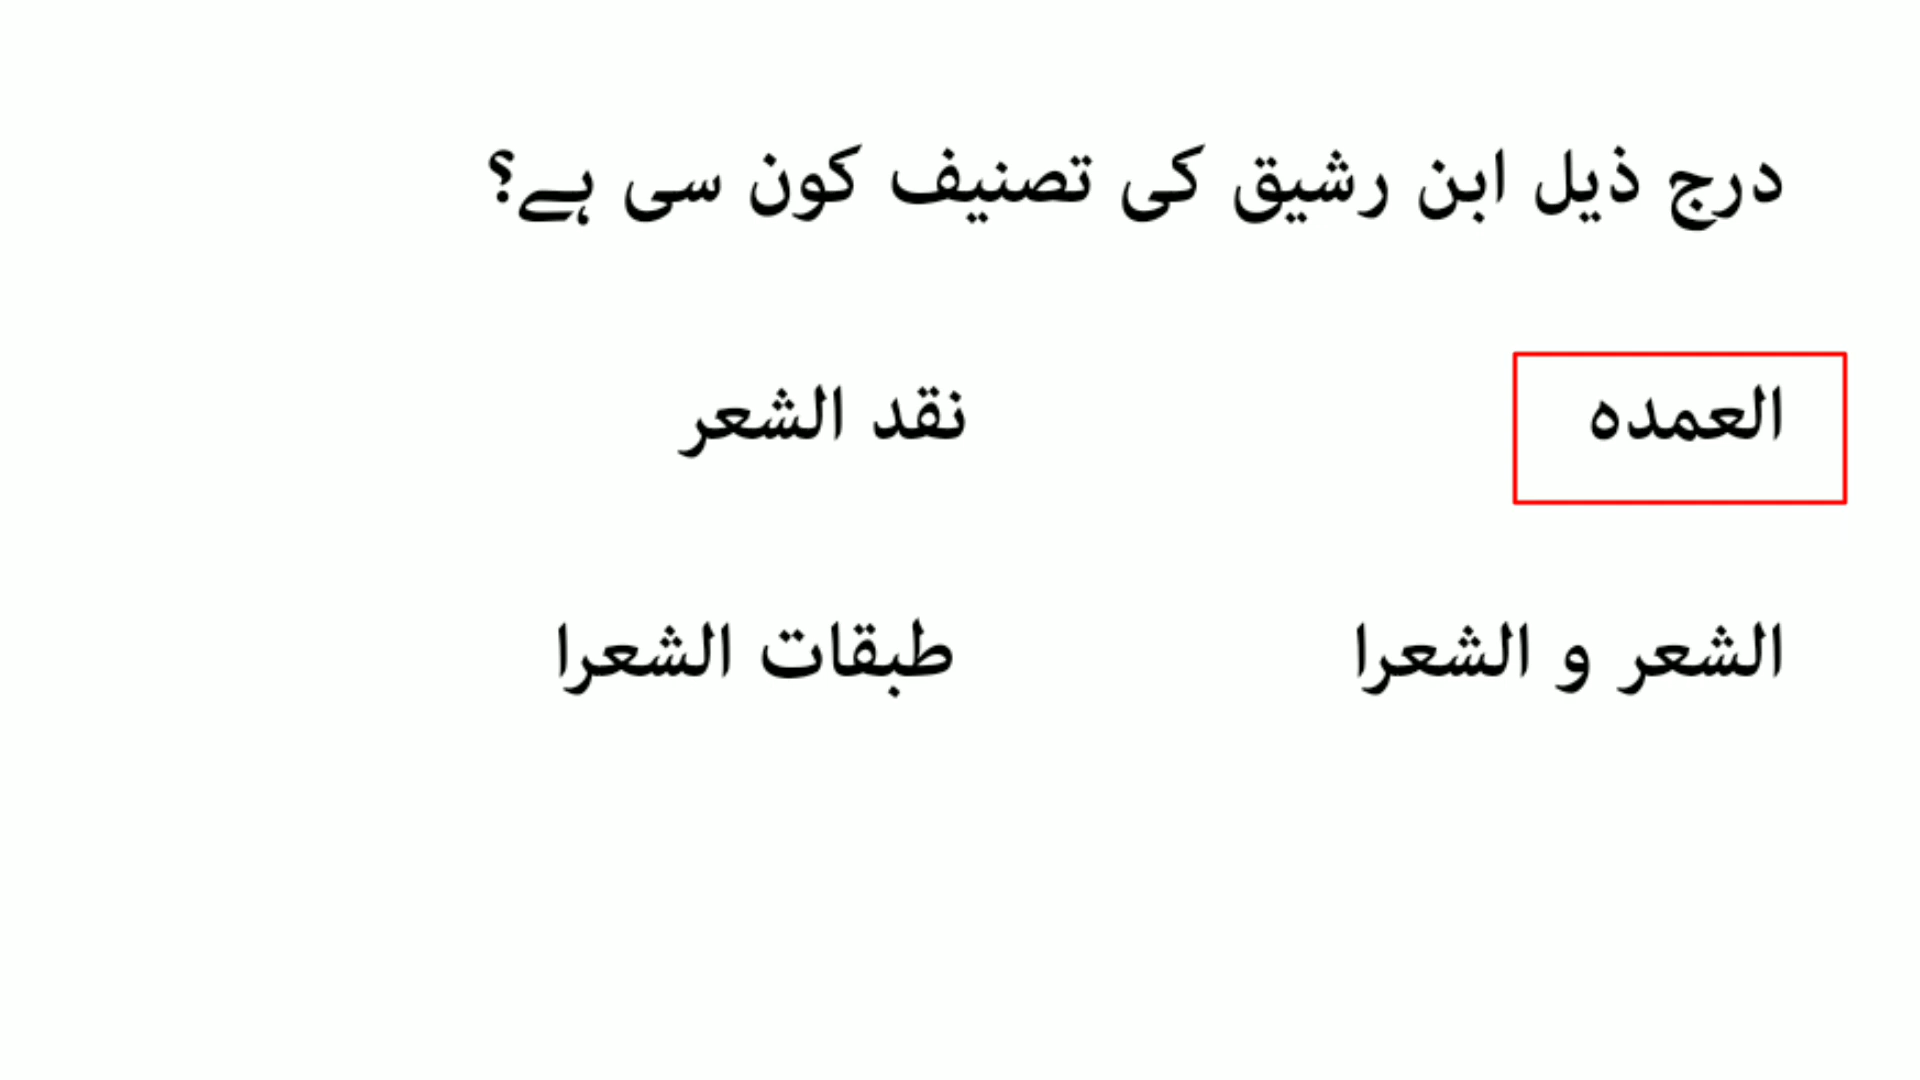 درج ذیل ابن رشیق کی تصنیف کون سی ہے؟
العمدہ نقد الشعر
الشعر و الشعرا طبقات الشعرا